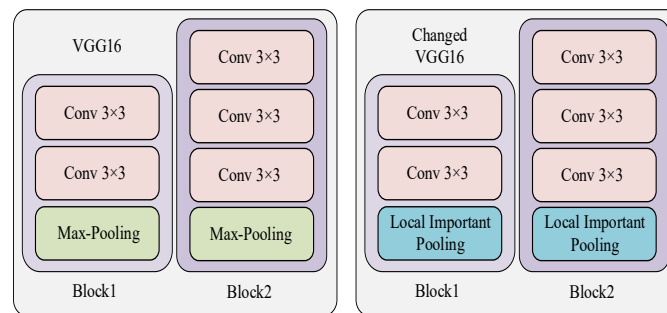 VGG16
Conv 3×3
Conv 3×3
Max-Pooling
Block1
Conv 3×3
Conv 3×3
Conv 3×3
Max-Pooling
Block2
Changed
VGG16
Conv 3×3
Conv 3×3
Local Important
Pooling
Block1
Conv 3×3
Conv 3×3
Conv 3×3
Local Important
Pooling
Block2